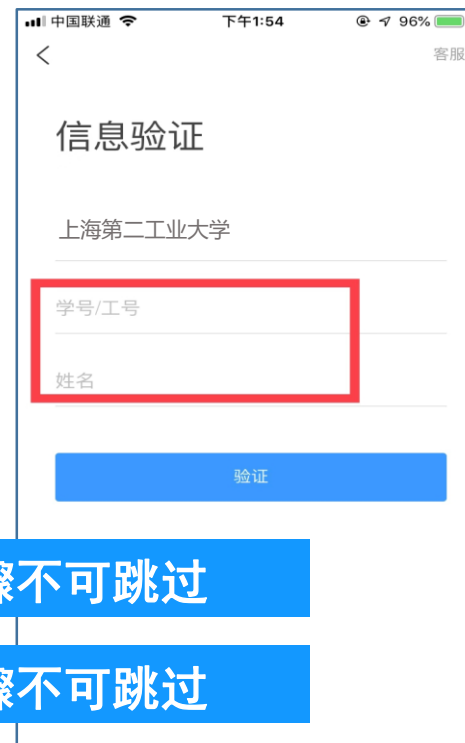 中国联通 下午1:54 96%
客服
信息验证
上海第二工业大学
学号/工号
姓名
验证
骤不可跳过
骤不可跳过